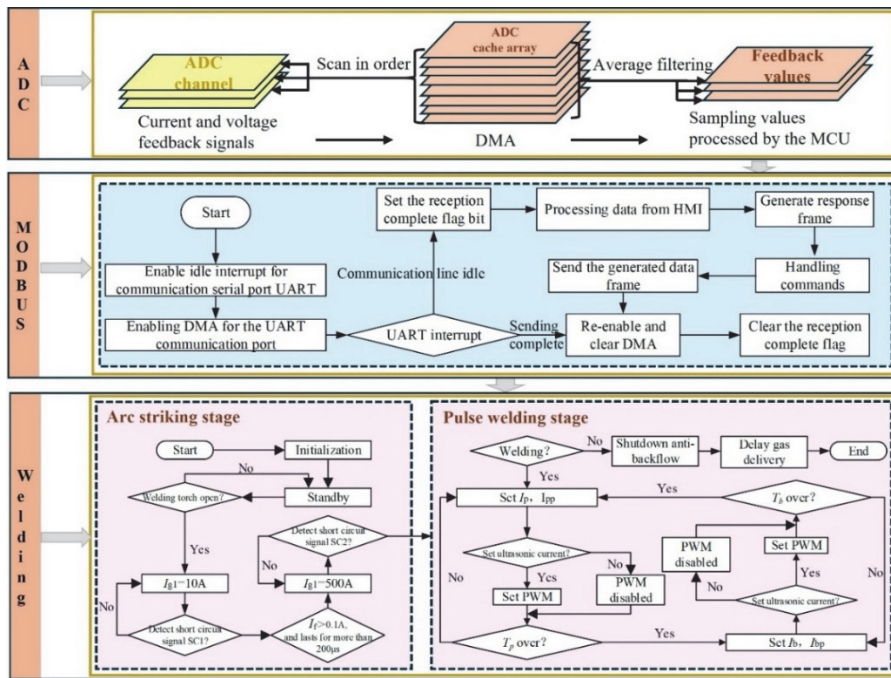 ADC
ADC
channel
Scan in order
ADC
cache array
Average filtering
Feedback
values
Current and voltage
feedback signals
DMA
Sampling values
processed by the MCU
MODBUS
Start
Enable idle interrupt for
communication serial port UART
Enabling DMA for the UART
communication port
Set the reception
complete flag bit
Communication line idle
UART interrupt
Processing data from HMI
Generate response
frame
Handling
commands
Send the generated data
frame
Sending
complete
Re-enable and
clear DMA
Clear the reception
complete flag
Welding
Arc striking stage
Start
Initialization
No
Standby
Welding torch open?
Yes
Ig1=10A
No
Detect short circuit
signal SC1?
If>0.1A,
and lasts for more than
200μs
Ig1=500A
No
Detect short circuit
signal SC2?
Pulse welding stage
Welding?
No
Shutdown anti-
backflow
Delay gas
delivery
End
Yes
Set Ip, Ipp
Yes
Tb over?
Set ultrasonic current?
No
PWM
disabled
Yes
Set PWM
No
Tp over?
Yes
Set Ib, Ibp
Set ultrasonic current?
No
PWM
disabled
Yes
Set PWM
No